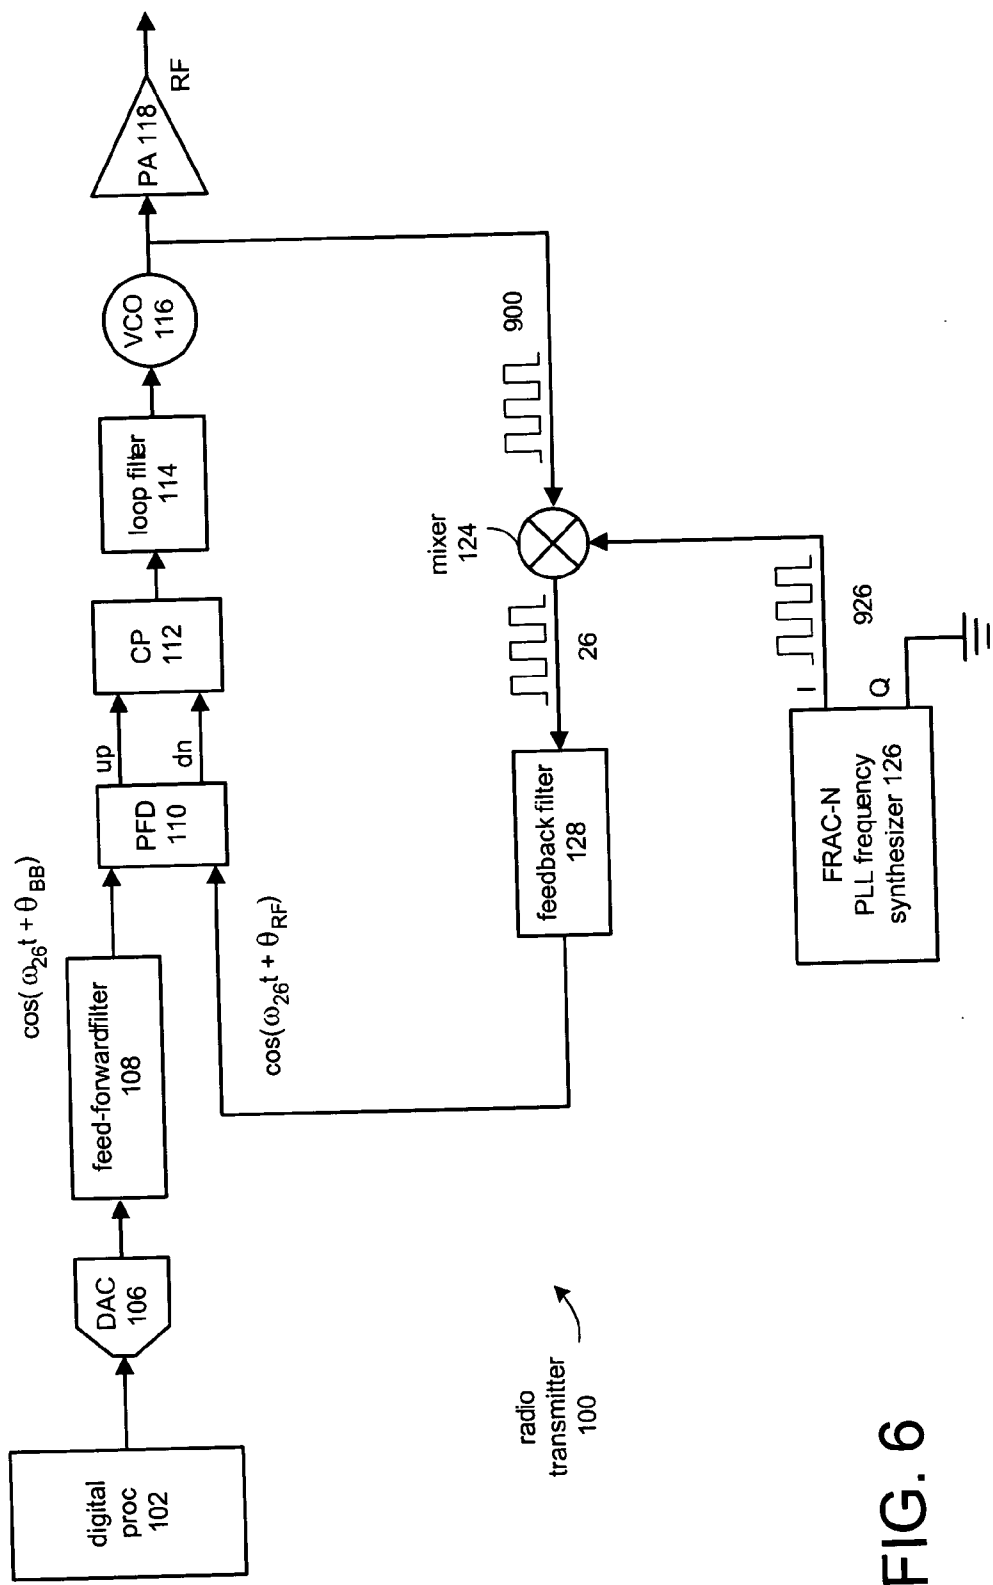 digital
proc
102
DAC
106
feed-forwardfilter
108
cos(ω26t + θBB)
PFD
110
up
dn
CP
112
loop filter
114
VCO
116
PA 118
RF
cos(ω26t + θRF)
feedback filter
128
26
mixer
124
900
926
I
Q
FRAC-N
PLL frequency
synthesizer 126
radio
transmitter
100
FIG. 6